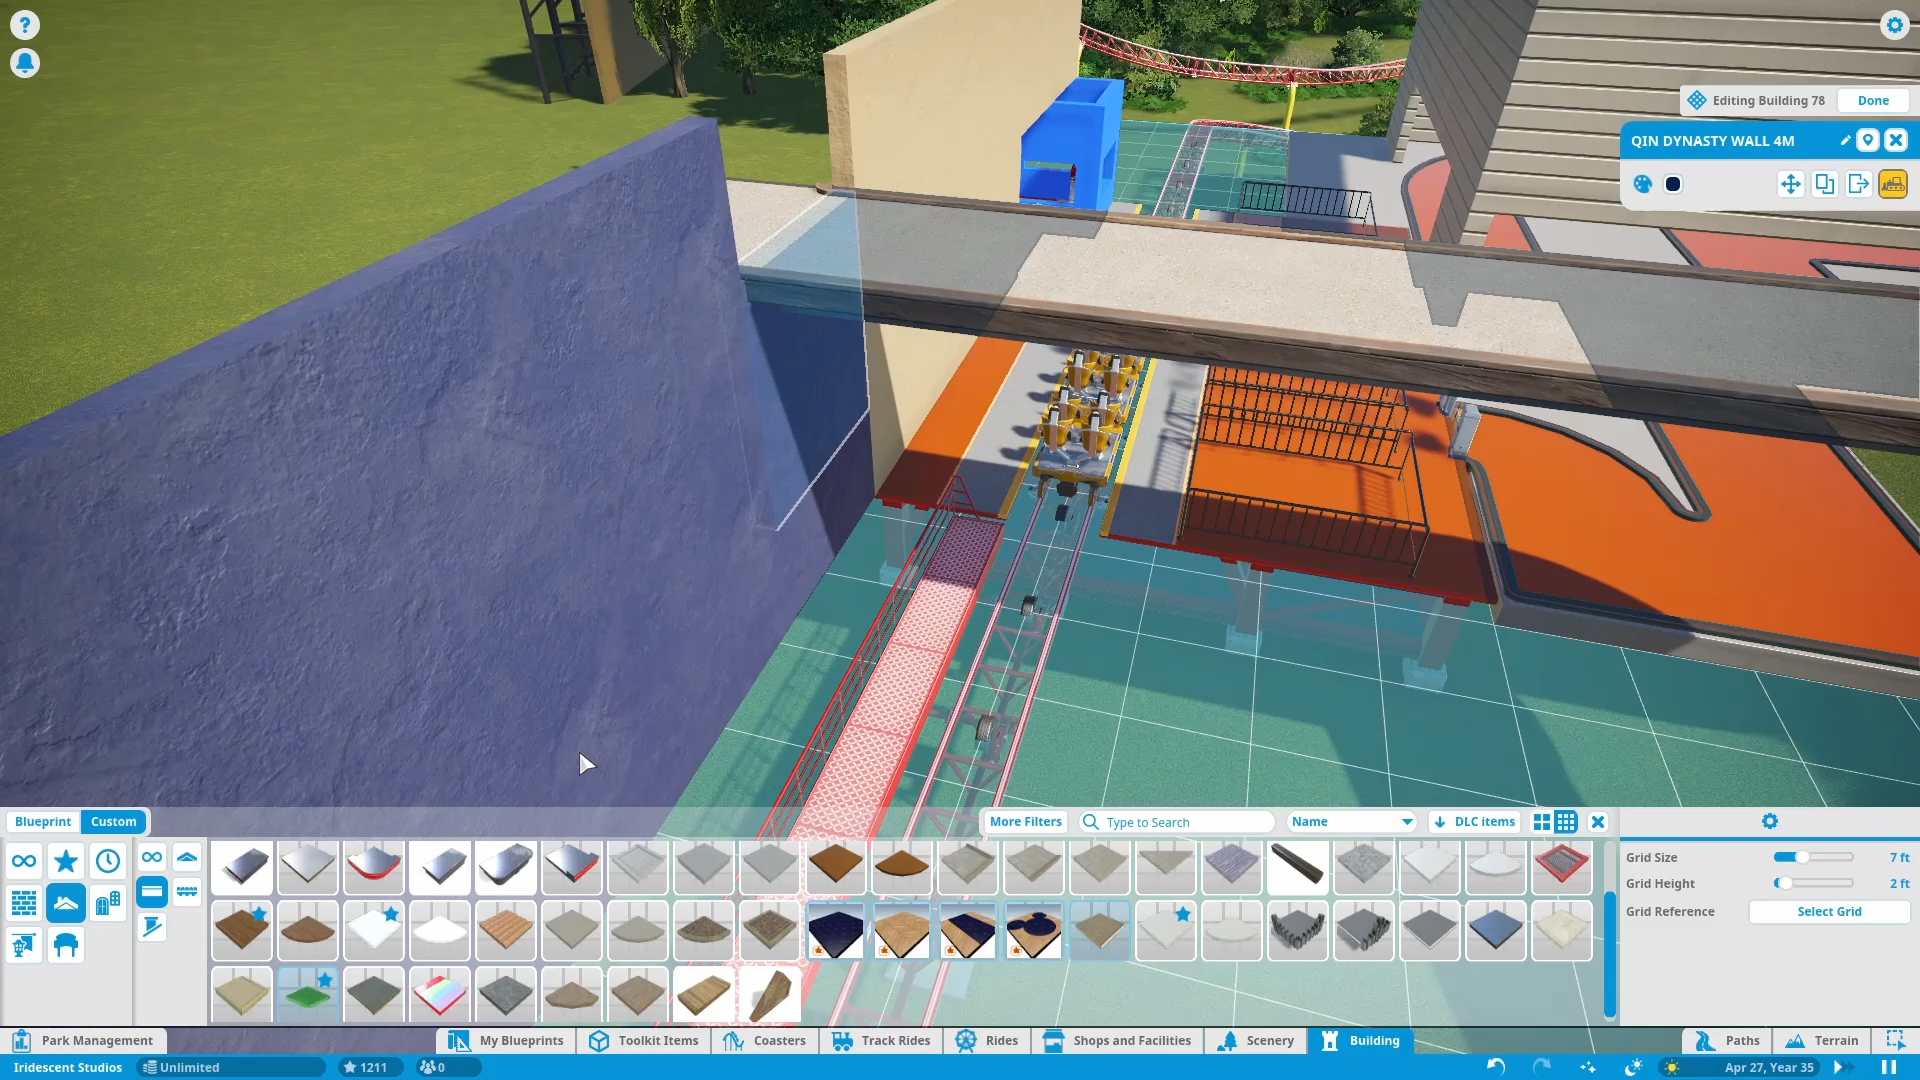 ?
Editing Building 78
Done
QIN DYNASTY WALL 4M
Blueprint
Custom
More Filters
Type to Search
Name
DLC items
Grid Size
7 ft
Grid Height
2 ft
Grid Reference
Select Grid
Park Management
My Blueprints
Toolkit Items
Coasters
Track Rides
Rides
Shops and Facilities
Scenery
Building
Paths
Terrain
Iridescent Studios
Unlimited
1211
0
Apr 27, Year 35